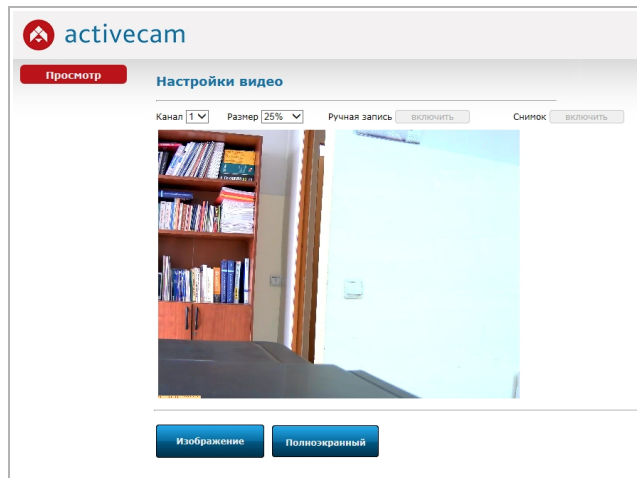 activecam
Просмотр
Настройки видео
Канал 1 Размер 25% Ручная запись включить Снимок включить
Изображение Полноэкранный